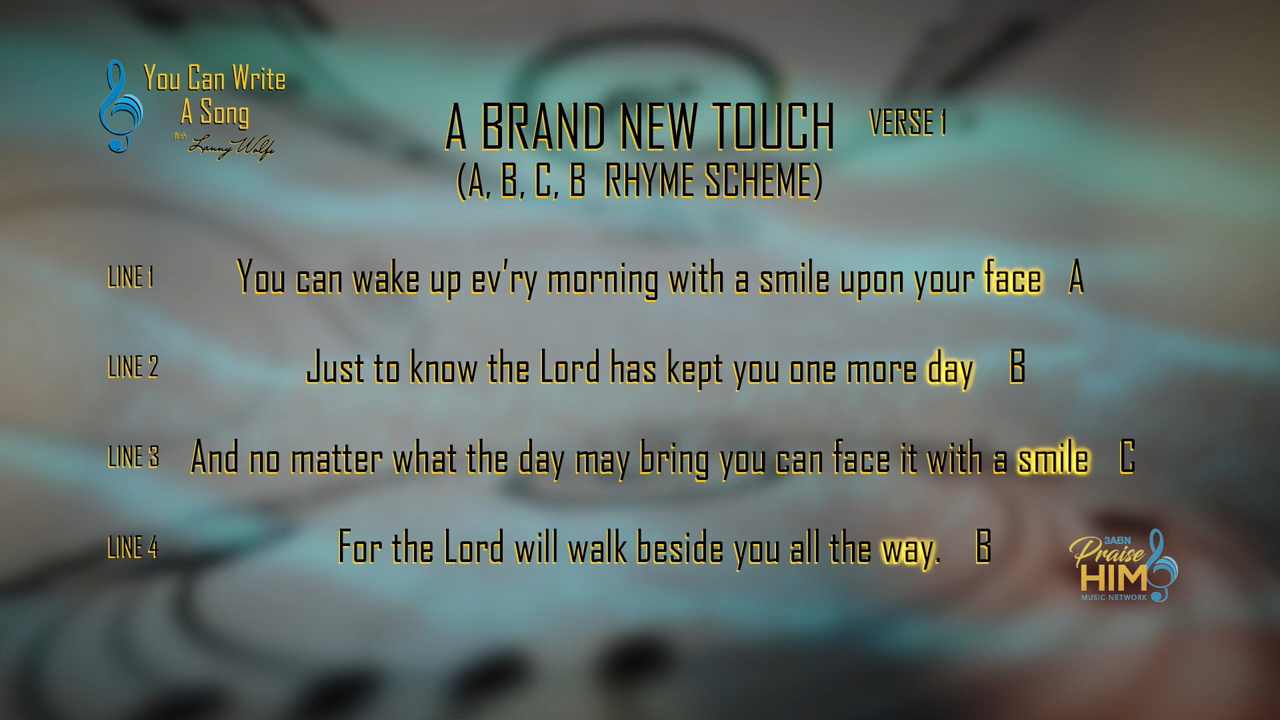 You Can Write
A Song
With Lanny Wolfe
A BRAND NEW TOUCH VERSE 1
(A, B, C, B RHYME SCHEME)
LINE 1 You can wake up ev'ry morning with a smile upon your face A
LINE 2 Just to know the Lord has kept you one more day B
LINE 3 And no matter what the day may bring you can face it with a smile C
LINE 4 For the Lord will walk beside you all the way. B
3ABN
Praise
HIM
MUSIC NETWORK